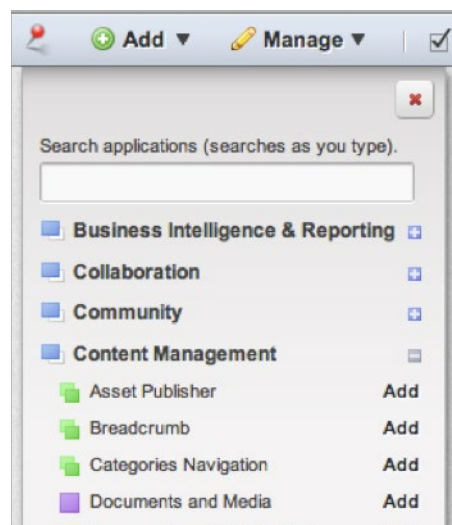 Add Manage
Search applications (searches as you type).
Business Intelligence & Reporting
Collaboration
Community
Content Management
Asset Publisher Add
Breadcrumb Add
Categories Navigation Add
Documents and Media Add